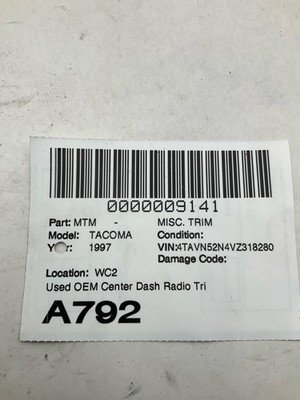 0000009141
Part: MTM - MISC. TRIM
Model: TACOMA Condition:
Year: 1997 VIN:4TAVN52N4VZ318280
Damage Code:
Location: WC2
Used OEM Center Dash Radio Tri
A792